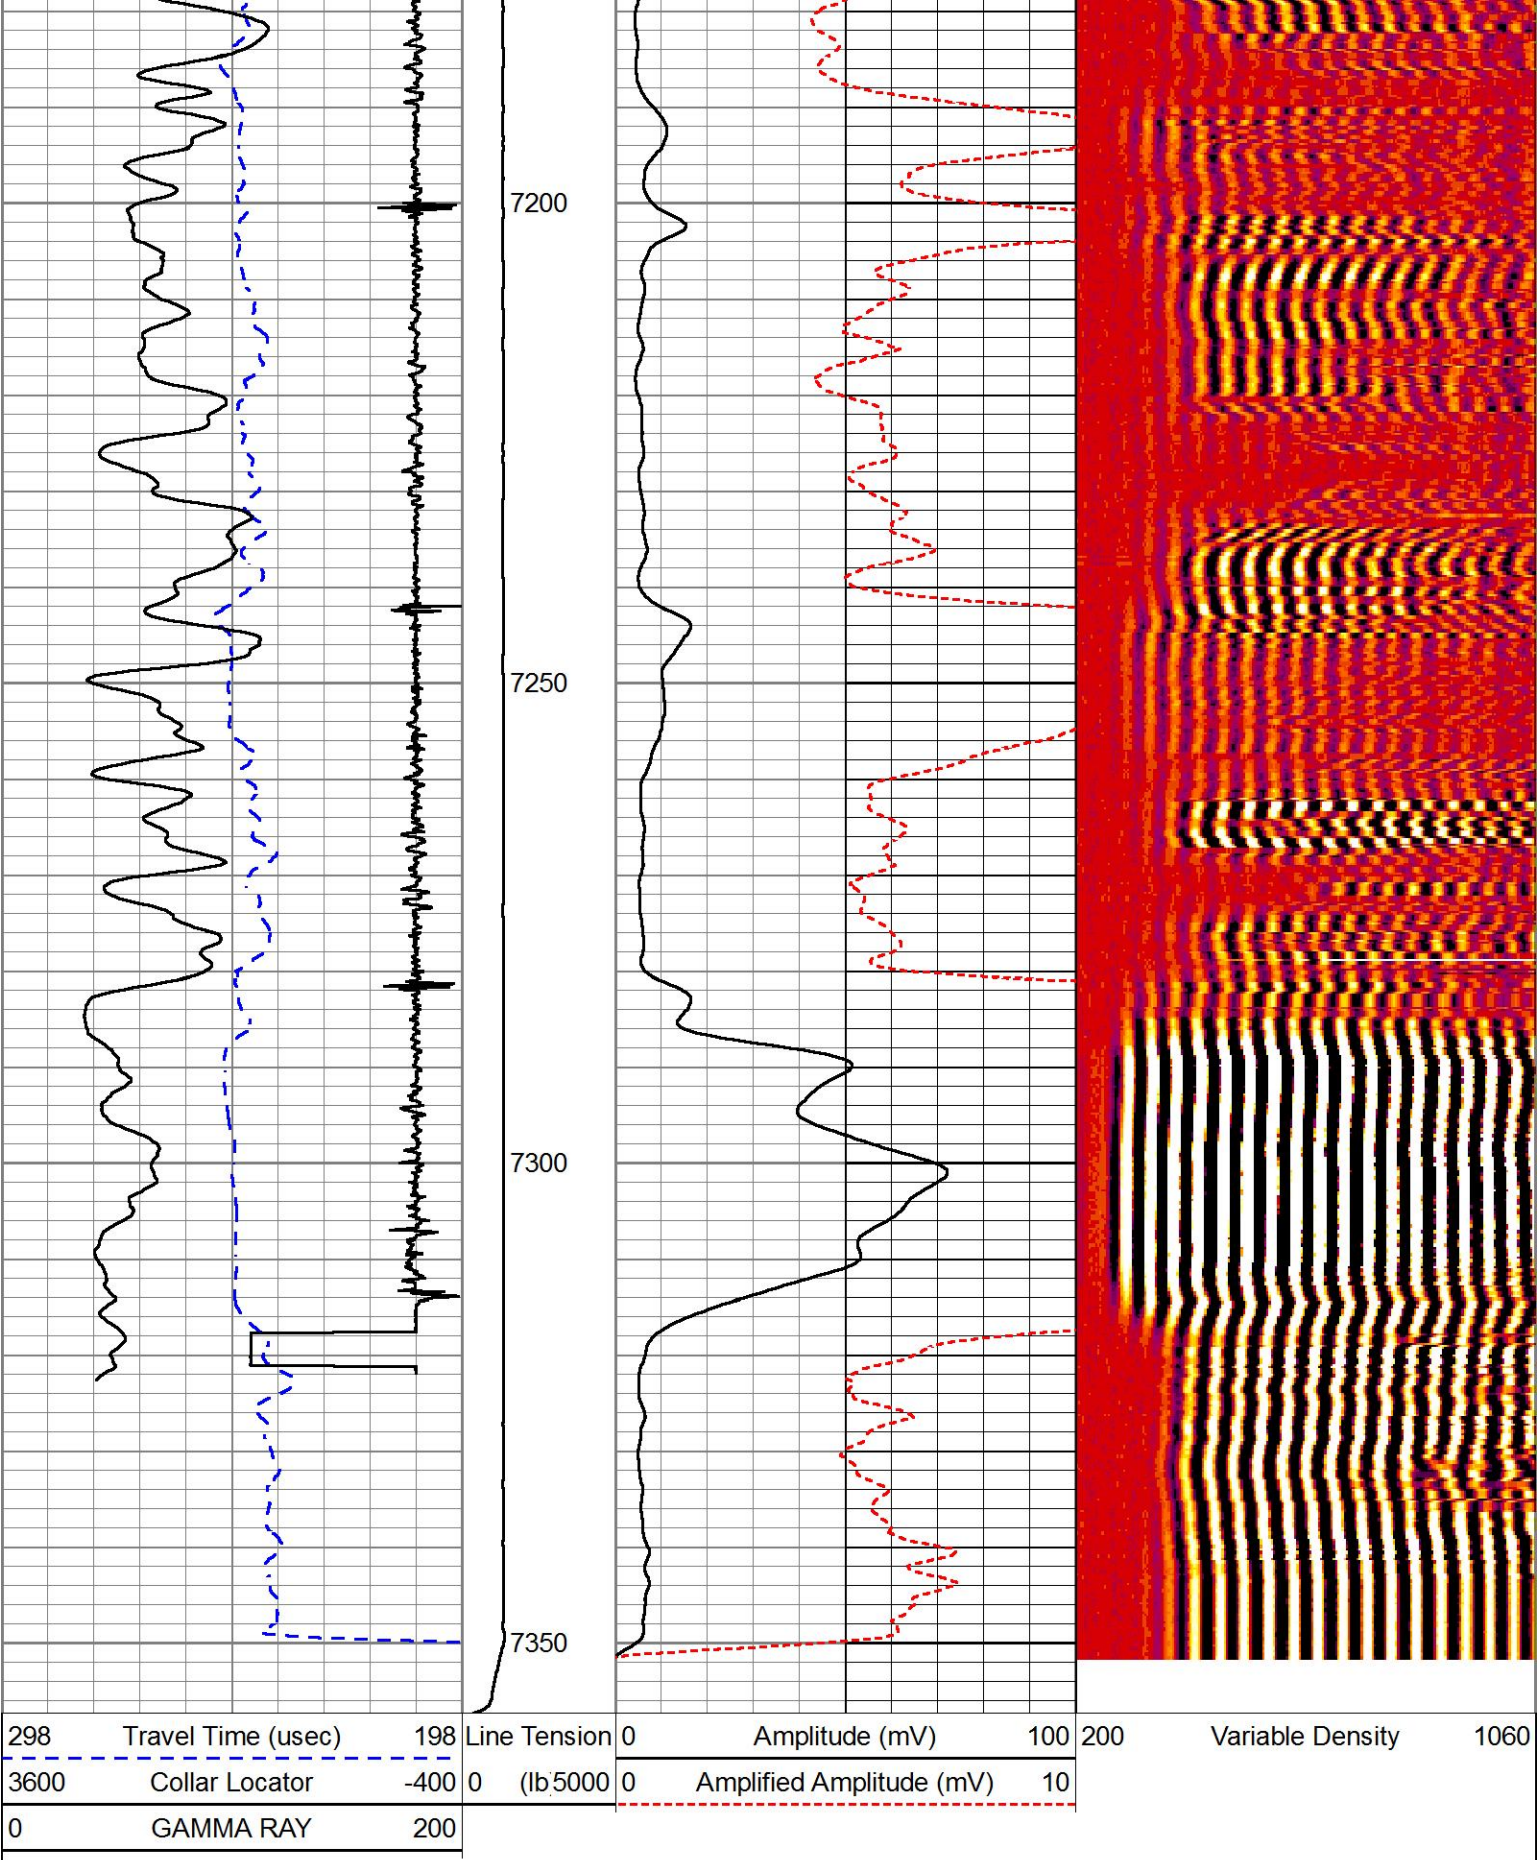 7200
7250
7300
7350
298 Travel Time (usec) 198 Line Tension 0 Amplitude (mV) 100 200 Variable Density 1060
3600 Collar Locator -400 0 (lb) 5000 0 Amplified Amplitude (mV) 10
0 GAMMA RAY 200